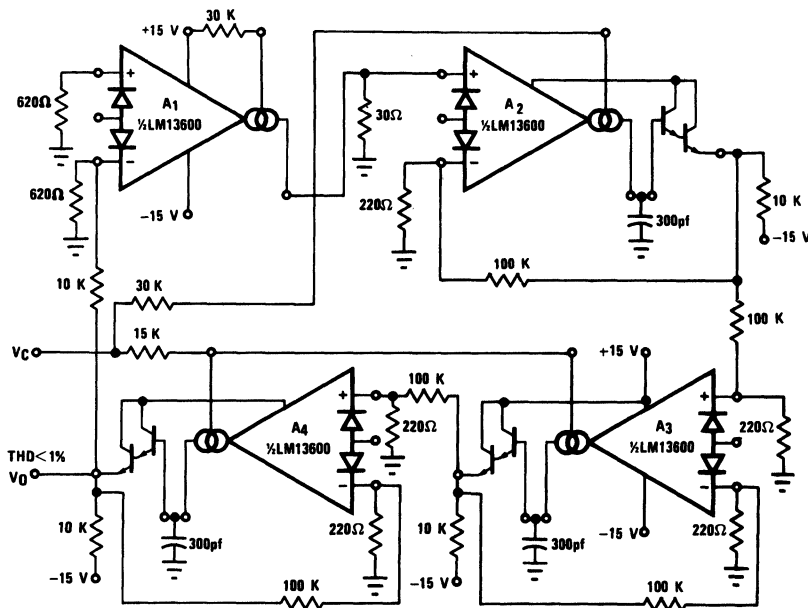 30 K
+15 V
+
A1
½LM13600
620Ω
−
620Ω
−15 V
30Ω
+
A2
½LM13600
−
220Ω
300pf
10 K
−15 V
10 K
30 K
100 K
100 K
VC
15 K
+15 V
100 K
+
A4
½LM13600
−
220Ω
+
A3
½LM13600
−
220Ω
THD<1%
VO
10 K
−15 V
300pf
220Ω
10 K
−15 V
300pf
−15 V
220Ω
100 K
100 K